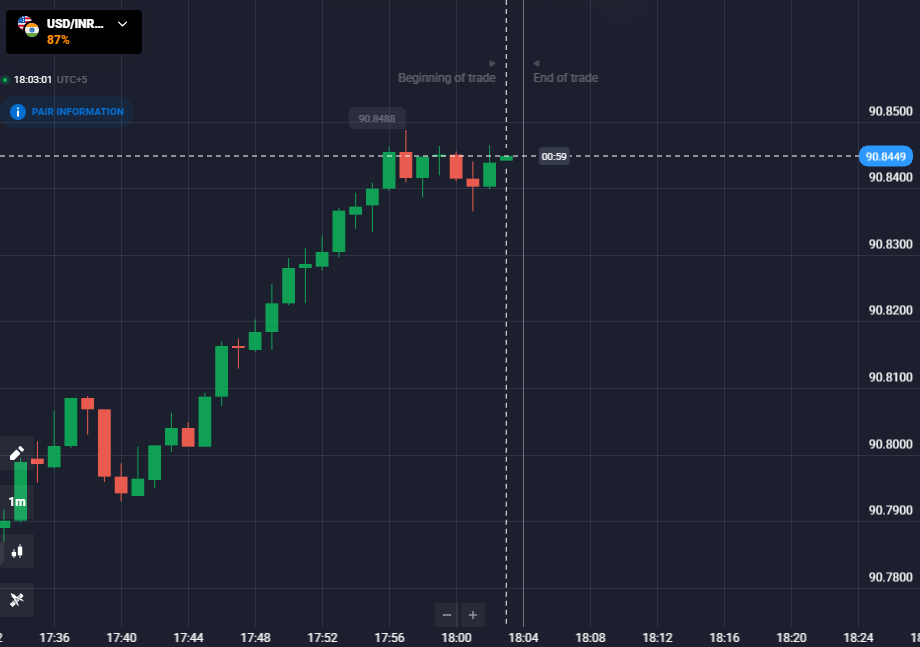 USD/INR...
87%
18:03:01 UTC+5
PAIR INFORMATION
Beginning of trade
End of trade
90.8488
00:59
90.8500
90.8449
90.8400
90.8300
90.8200
90.8100
90.8000
90.7900
90.7800
1m
2 17:36 17:40 17:44 17:48 17:52 17:56 18:00 18:04 18:08 18:12 18:16 18:20 18:24 18